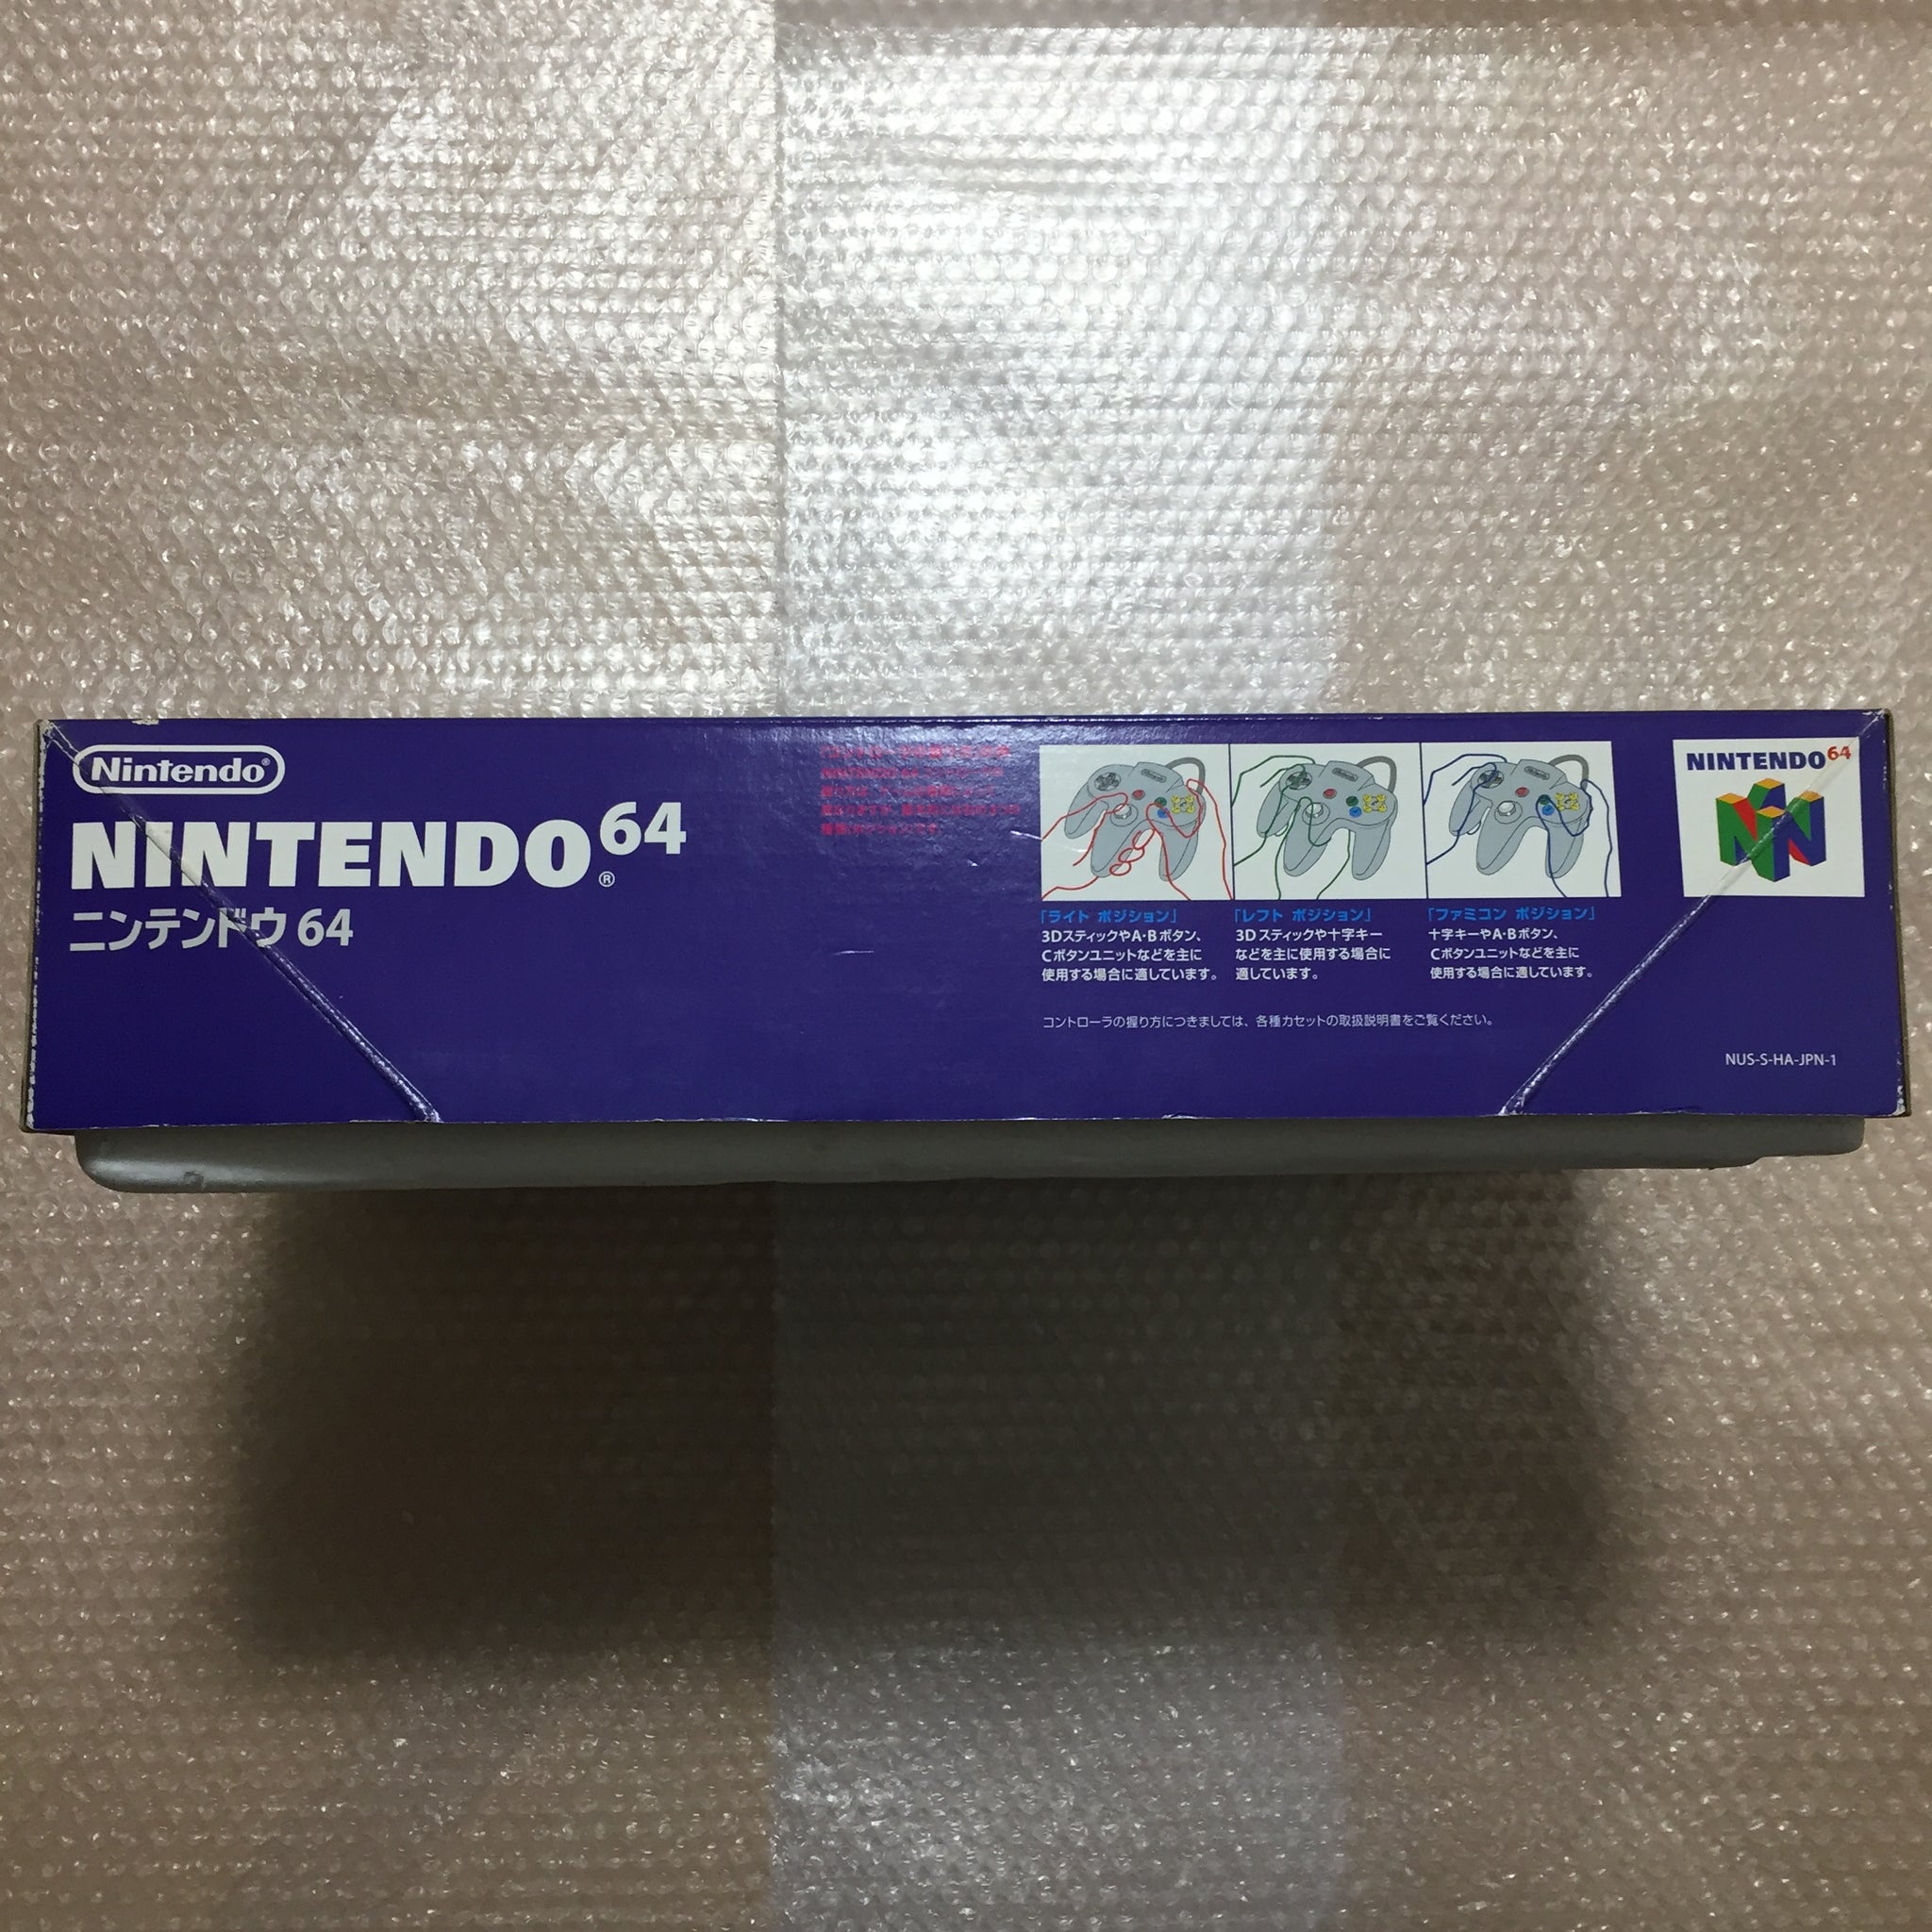 Nintendo®
NINTENDO64®
ニンテンドウ64
「ライト ポジション」
3DスティックやA・Bボタン、
Cボタンユニットなどを主に
使用する場合に適しています。
「レフト ポジション」
3Dスティックや十字キー
などを主に使用する場合に
適しています。
「ファミコン ポジション」
十字キーやA・Bボタン、
Cボタンユニットなどを主に
使用する場合に適しています。
コントローラの握り方につきましては、各種カセットの取扱説明書をご覧ください。
NINTENDO64
NUS-S-HA-JPN-1